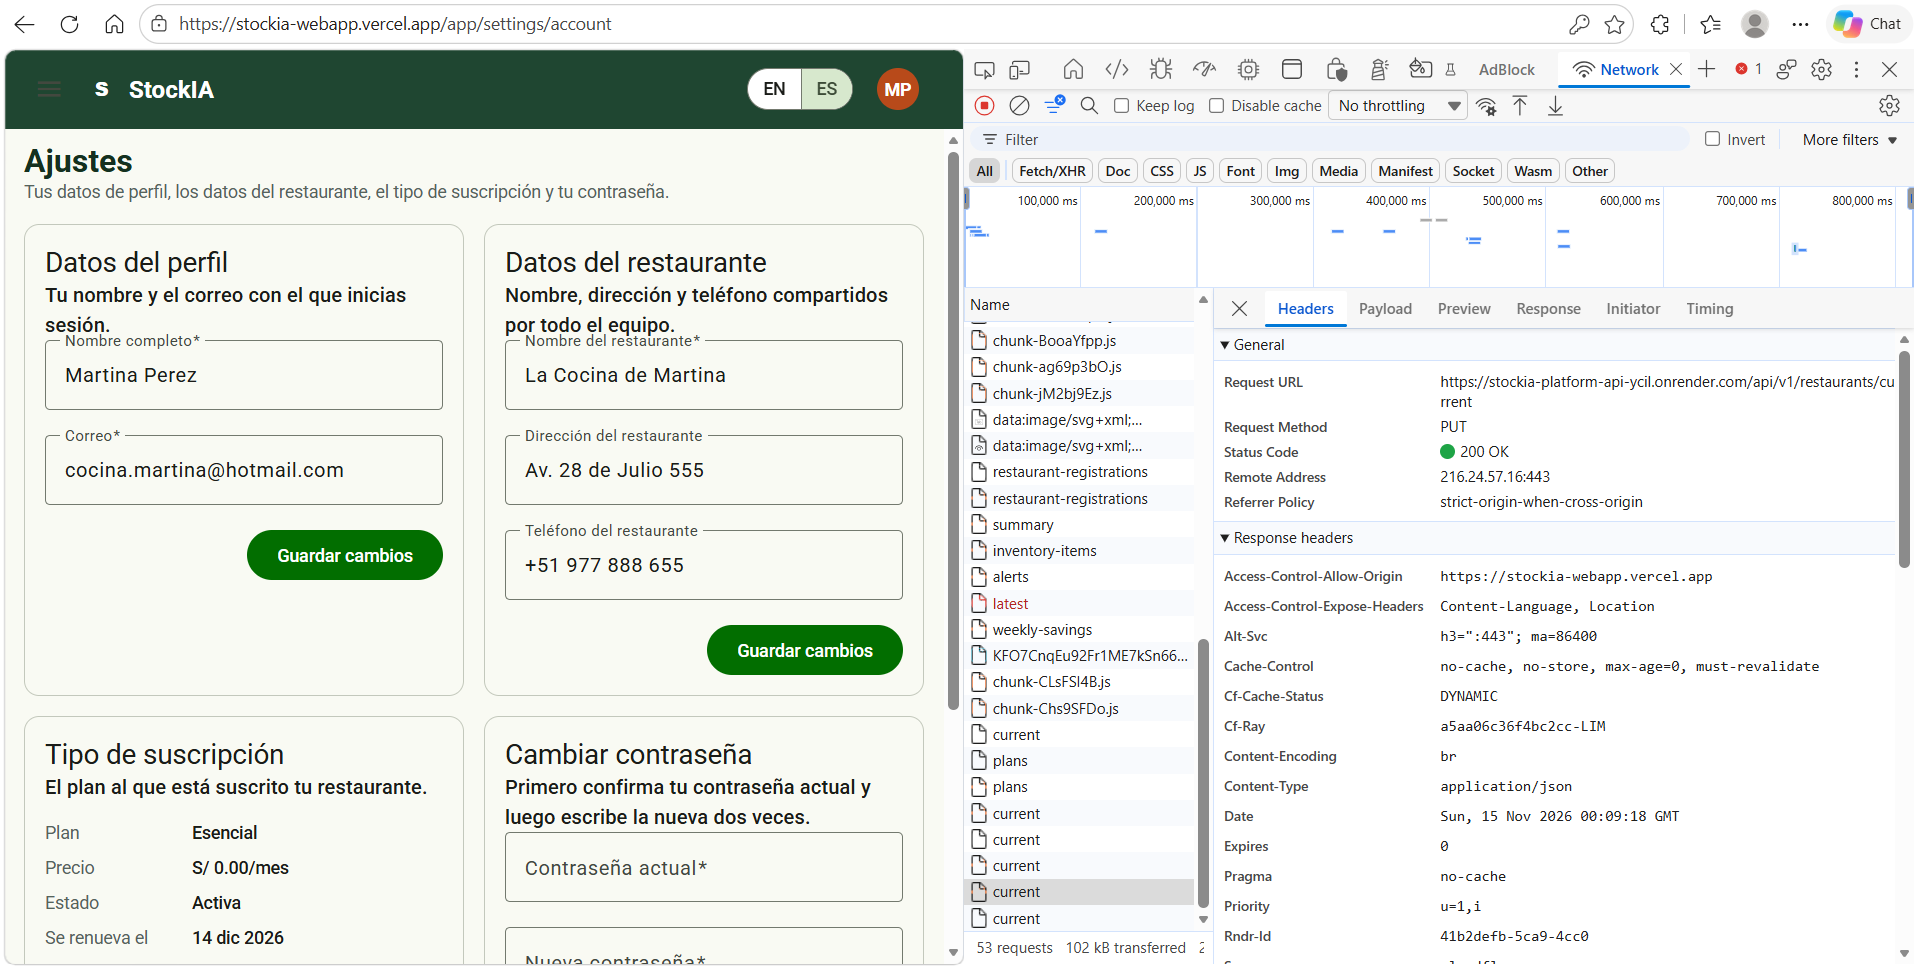 https://stockia-webapp.vercel.app/app/settings/account
Chat
S StockIA
EN ES
MP
Ajustes
Tus datos de perfil, los datos del restaurante, el tipo de suscripción y tu contraseña.
Datos del perfil
Tu nombre y el correo con el que inicias
sesión.
Nombre completo*
Martina Perez
Correo*
cocina.martina@hotmail.com
Guardar cambios
Datos del restaurante
Nombre, dirección y teléfono compartidos
por todo el equipo.
Nombre del restaurante*
La Cocina de Martina
Dirección del restaurante
Av. 28 de Julio 555
Teléfono del restaurante
+51 977 888 655
Guardar cambios
Tipo de suscripción
El plan al que está suscrito tu restaurante.
Plan Esencial
Precio S/ 0.00/mes
Estado Activa
Se renueva el 14 dic 2026
Cambiar contraseña
Primero confirma tu contraseña actual y
luego escribe la nueva dos veces.
Contraseña actual*
Nueva contraseña*
AdBlock
Network
1
Keep log
Disable cache
No throttling
Filter
Invert
More filters
All Fetch/XHR Doc CSS JS Font Img Media Manifest Socket Wasm Other
100,000 ms 200,000 ms 300,000 ms 400,000 ms 500,000 ms 600,000 ms 700,000 ms 800,000 ms
Name
chunk-BooaYfpp.js
chunk-ag69p3bO.js
chunk-jM2bj9Ez.js
data:image/svg+xml;...
data:image/svg+xml;...
restaurant-registrations
restaurant-registrations
summary
inventory-items
alerts
latest
weekly-savings
KFO7CnqEu92Fr1ME7kSn66...
chunk-CLsFSl4B.js
chunk-Chs9SFDo.js
current
plans
plans
current
current
current
current
current
53 requests 102 kB transferred 2
Headers Payload Preview Response Initiator Timing
General
Request URL https://stockia-platform-api-ycil.onrender.com/api/v1/restaurants/cu
rrent
Request Method PUT
Status Code 200 OK
Remote Address 216.24.57.16:443
Referrer Policy strict-origin-when-cross-origin
Response headers
Access-Control-Allow-Origin https://stockia-webapp.vercel.app
Access-Control-Expose-Headers Content-Language, Location
Alt-Svc h3=":443"; ma=86400
Cache-Control no-cache, no-store, max-age=0, must-revalidate
Cf-Cache-Status DYNAMIC
Cf-Ray a5aa06c36f4bc2cc-LIM
Content-Encoding br
Content-Type application/json
Date Sun, 15 Nov 2026 00:09:18 GMT
Expires 0
Pragma no-cache
Priority u=1,i
Rndr-Id 41b2defb-5ca9-4cc0